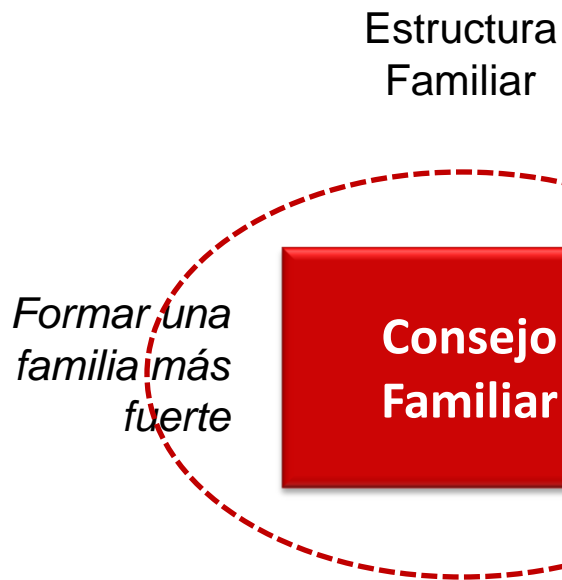 Estructura
Familiar
Formar una
familia más
fuerte
Consejo
Familiar